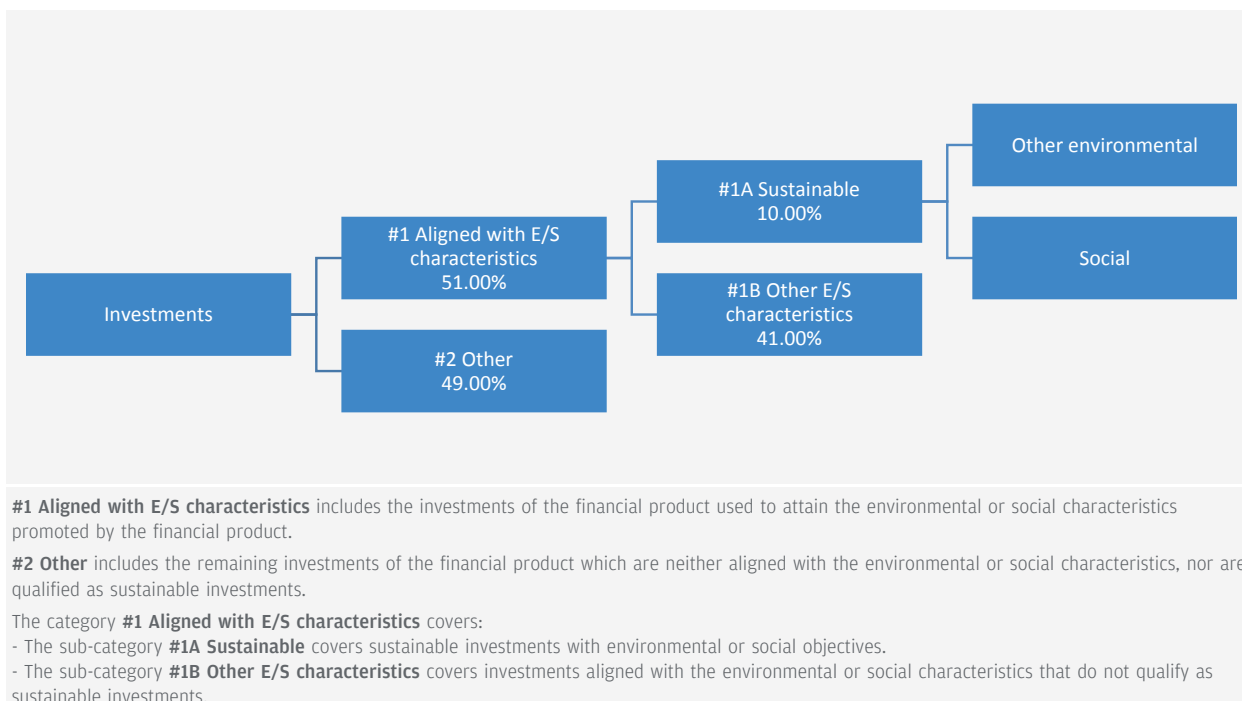 Other environmental
#1A Sustainable
10.00%
#1 Aligned with E/S
characteristics
51.00%
Social
#1B Other E/S
characteristics
41.00%
Investments
#2 Other
49.00%
#1 Aligned with E/S characteristics includes the investments of the financial product used to attain the environmental or social characteristics
promoted by the financial product.
#2 Other includes the remaining investments of the financial product which are neither aligned with the environmental or social characteristics, nor are
qualified as sustainable investments.
The category #1 Aligned with E/S characteristics covers:
- The sub-category #1A Sustainable covers sustainable investments with environmental or social objectives.
- The sub-category #1B Other E/S characteristics covers investments aligned with the environmental or social characteristics that do not qualify as
sustainable investments